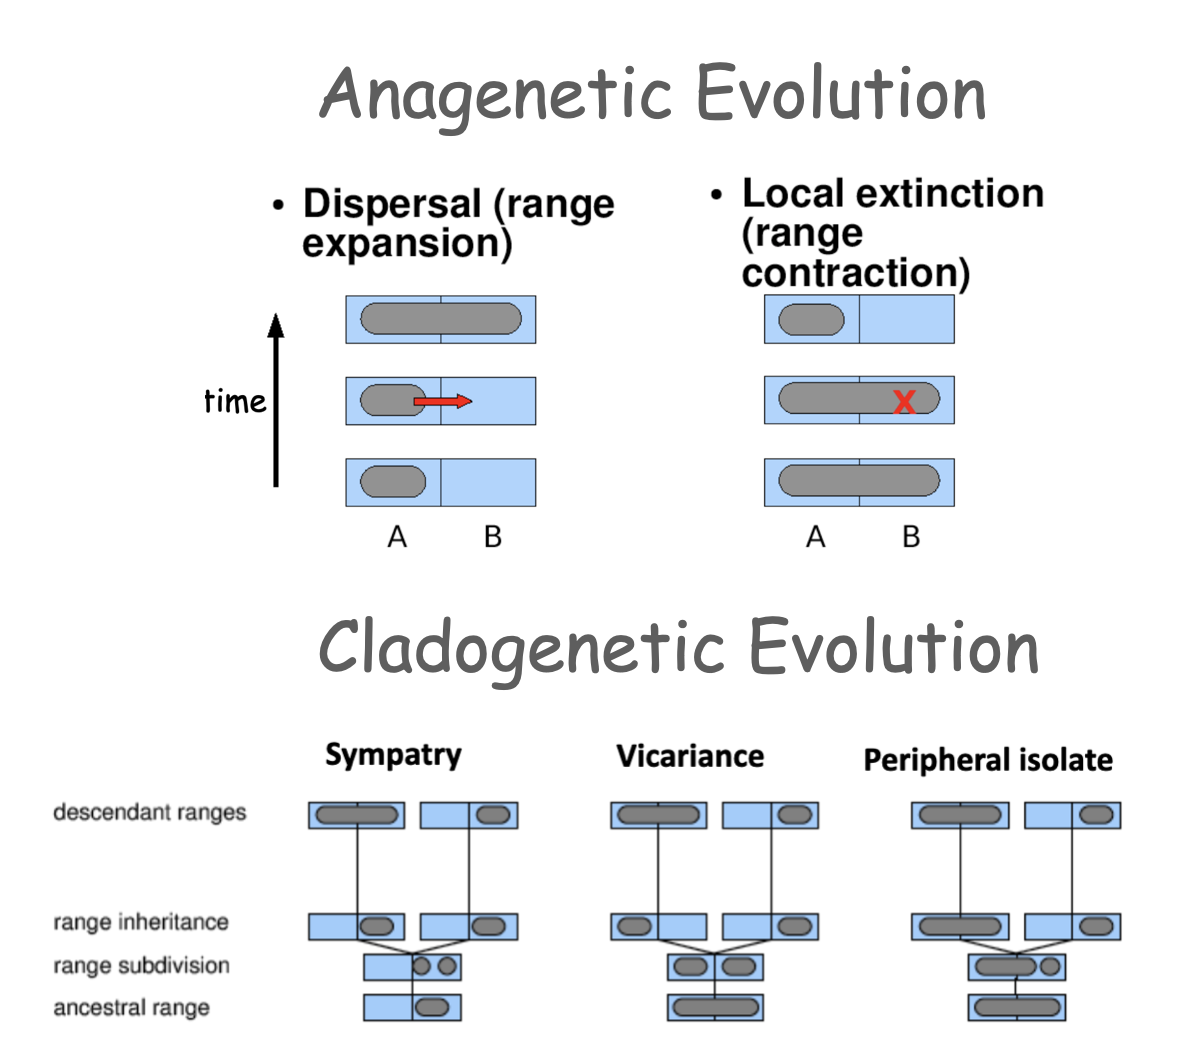 Anagenetic Evolution
• Dispersal (range
expansion)
• Local extinction
(range
contraction)
time
X
A B
A B
Cladogenetic Evolution
Sympatry
Vicariance
Peripheral isolate
descendant ranges
range inheritance
range subdivision
ancestral range